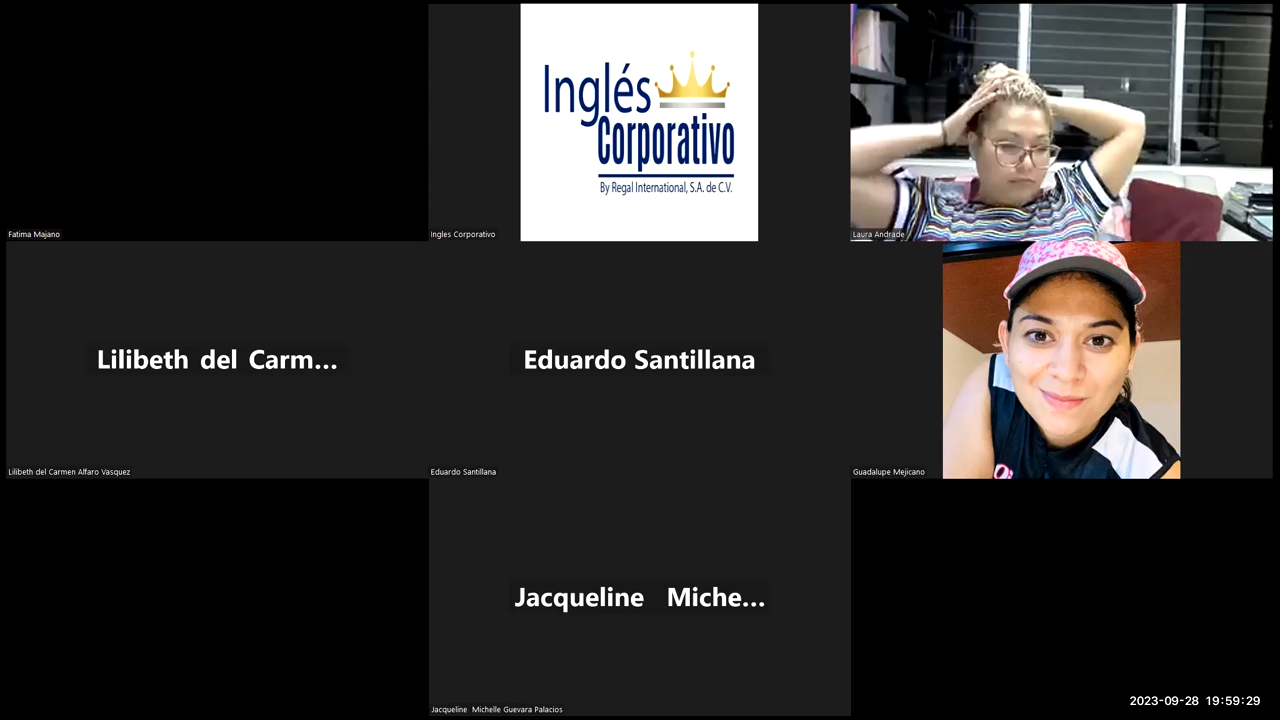 Inglés
Corporativo
By Regal International, S.A. de C.V.
Fatima Majano
Ingles Corporativo
Laura Andrade
Lilibeth del Carm...
Eduardo Santillana
Lilibeth del Carmen Alfaro Vasquez
Eduardo Santillana
Guadalupe Mejicano
Jacqueline Miche...
Jacqueline Michelle Guevara Palacios
2023-09-28 19:59:29